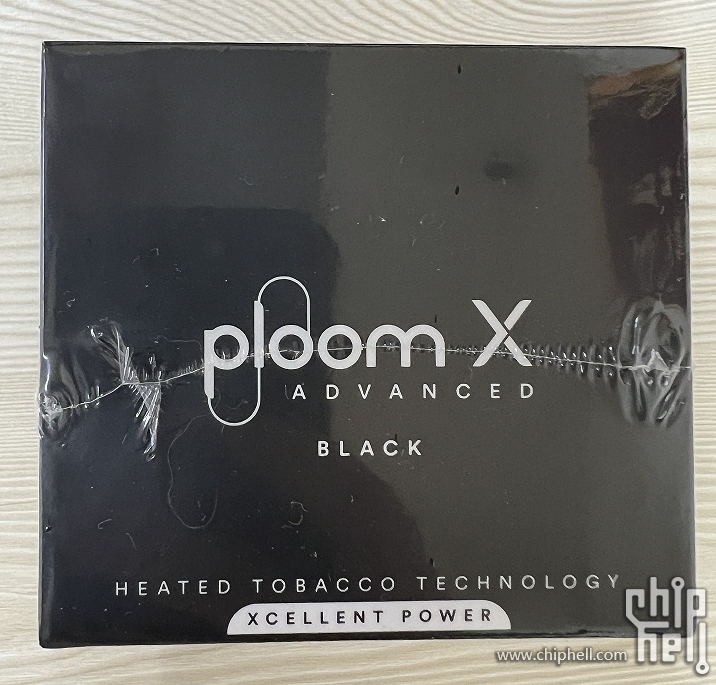 ploom X
ADVANCED
BLACK
HEATED TOBACCO TECHNOLOGY
XCELLENT POWER
chip
hell
www.chiphell.com